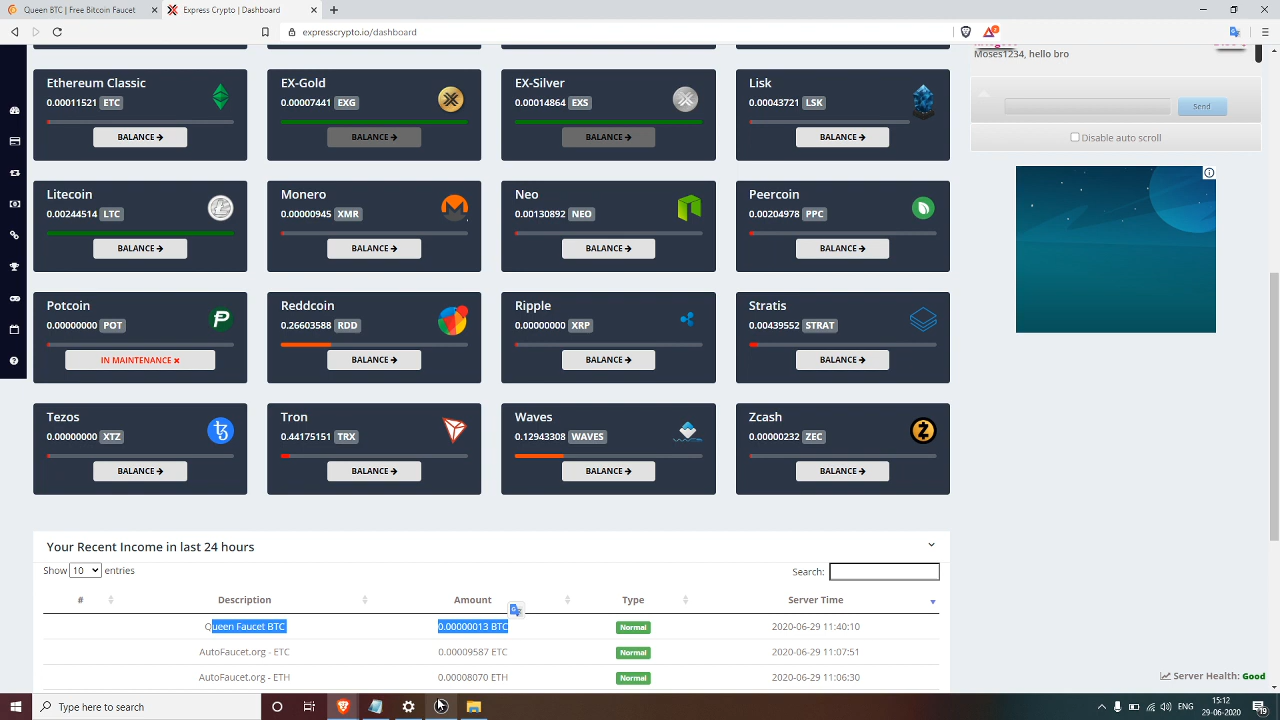 Queen BTC | Free Bitcoin Faucet
Express Crypto | Dashboard
expresscrypto.io/dashboard
2
Moses1234, hello bro
Send
Disable auto scroll
Ethereum Classic
0.00011521 ETC
BALANCE
EX-Gold
0.00007441 EXG
BALANCE
EX-Silver
0.00014864 EXS
BALANCE
Lisk
0.00043721 LSK
BALANCE
Litecoin
0.00244514 LTC
BALANCE
Monero
0.00000945 XMR
BALANCE
Neo
0.00130892 NEO
BALANCE
Peercoin
0.00204978 PPC
BALANCE
Potcoin
0.00000000 POT
IN MAINTENANCE
Reddcoin
0.26603588 RDD
BALANCE
Ripple
0.00000000 XRP
BALANCE
Stratis
0.00439552 STRAT
BALANCE
Tezos
0.00000000 XTZ
BALANCE
Tron
0.44175151 TRX
BALANCE
Waves
0.12943308 WAVES
BALANCE
Zcash
0.00000232 ZEC
BALANCE
Your Recent Income in last 24 hours
Show 10 entries
Search:
# Description Amount Type Server Time
Queen Faucet BTC 0.00000013 BTC Normal 2020-06-29 11:40:10
AutoFaucet.org - ETC 0.00009587 ETC Normal 2020-06-29 11:07:51
AutoFaucet.org - ETH 0.00008070 ETH Normal 2020-06-29 11:06:30
Server Health: Good
Type here to search
15:12
29-06-2020